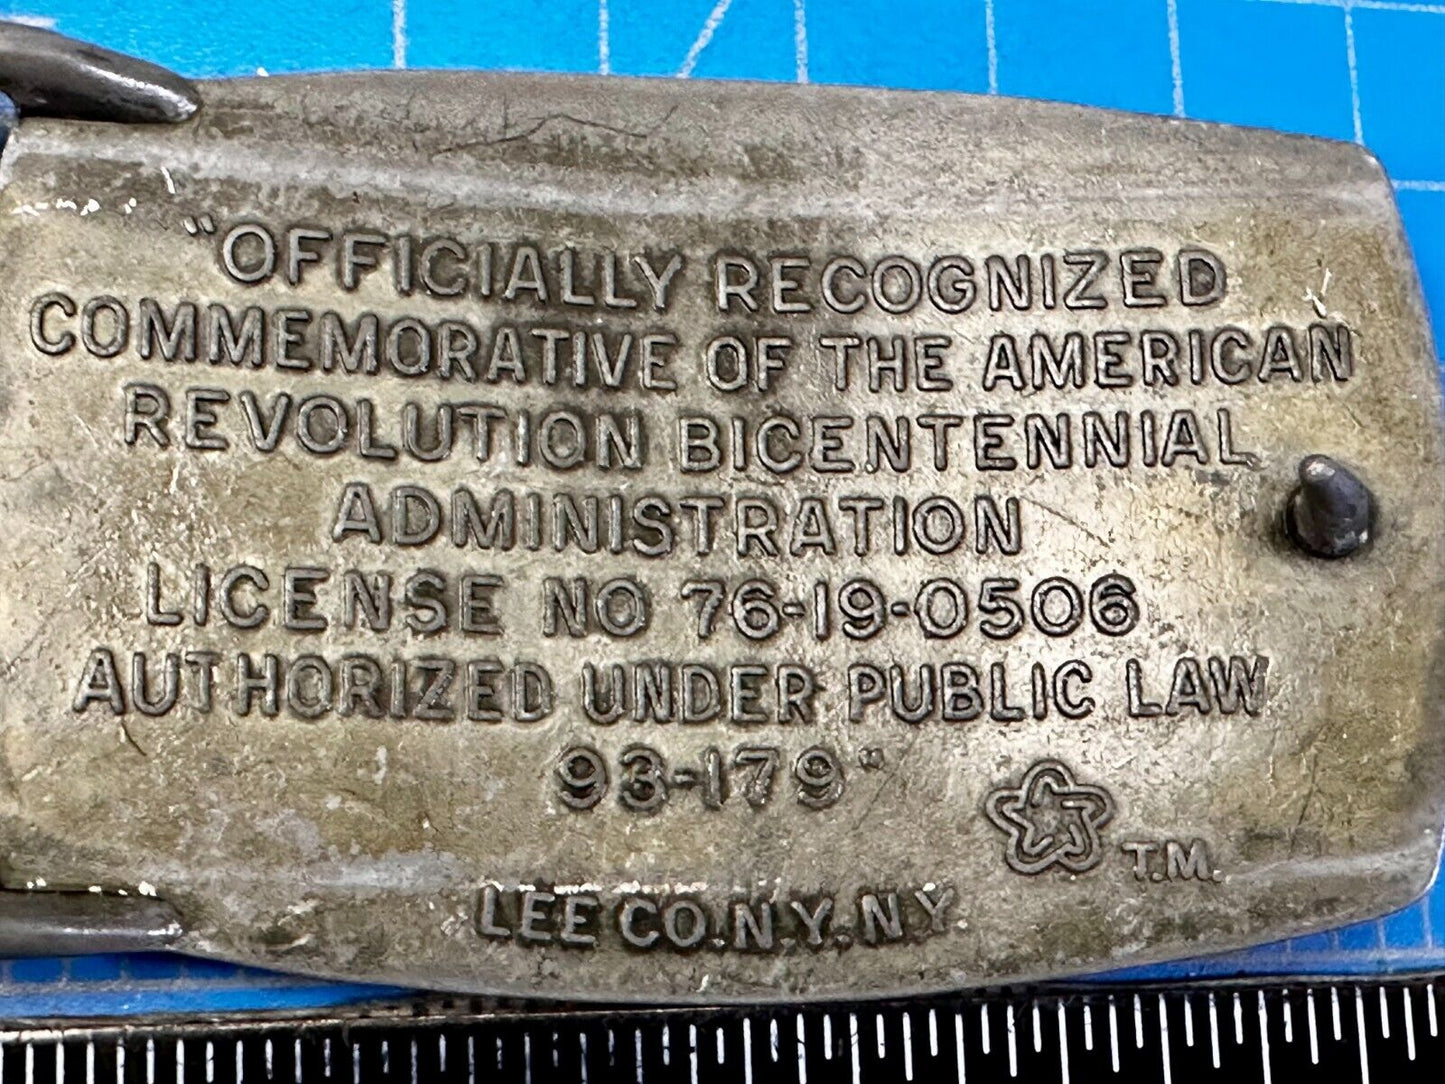 "OFFICIALLY RECOGNIZED
COMMEMORATIVE OF THE AMERICAN
REVOLUTION BICENTENNIAL
ADMINISTRATION
LICENSE NO 76-19-0506
AUTHORIZED UNDER PUBLIC LAW
93-179"
T.M.
LEE CO. N.Y. N Y